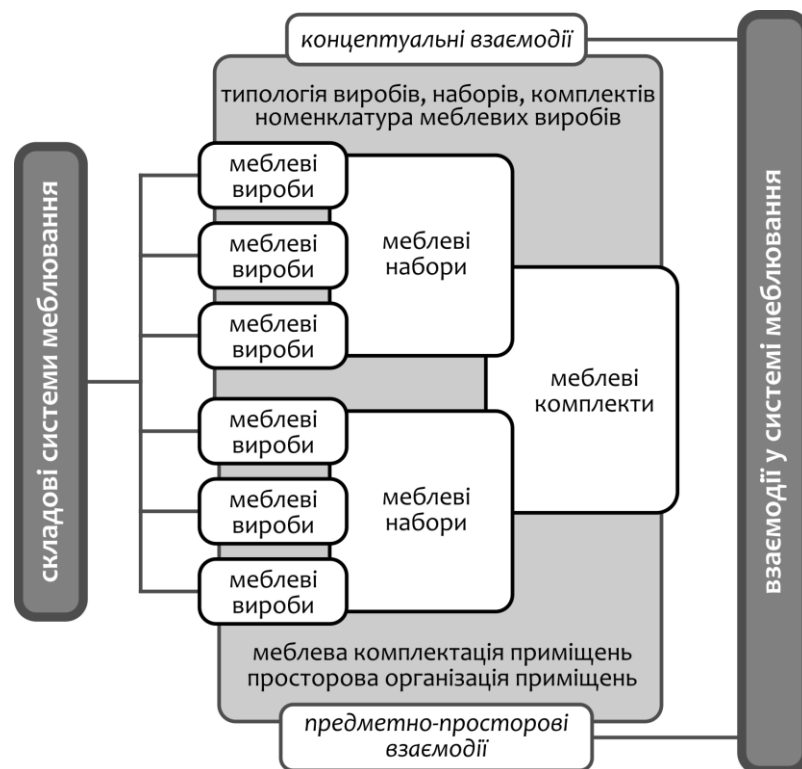 концептуальні взаємодії
типологія виробів, наборів, комплектів
номенклатура меблевих виробів
складові системи меблювання
меблеві
вироби
меблеві
вироби
меблеві
вироби
меблеві
набори
меблеві
вироби
меблеві
вироби
меблеві
вироби
меблеві
набори
меблеві
комплекти
взаємодії у системі меблювання
меблева комплектація приміщень
просторова організація приміщень
предметно-просторові
взаємодії